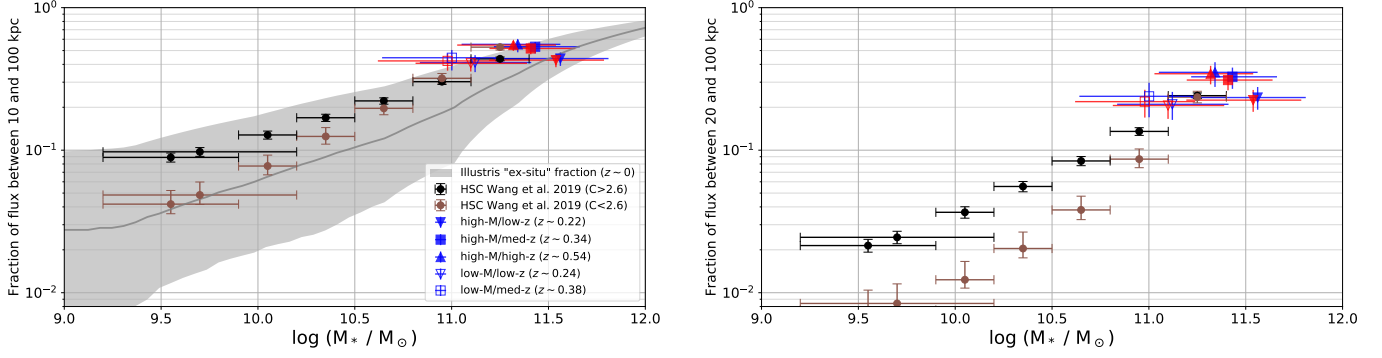 Fraction of flux between 10 and 100 kpc
10⁰
10⁻¹
10⁻²
9.0 9.5 10.0 10.5 11.0 11.5 12.0
log (M* / M⊙)
Illustris "ex-situ" fraction (z ~ 0)
HSC Wang et al. 2019 (C>2.6)
HSC Wang et al. 2019 (C<2.6)
high-M/low-z (z ~ 0.22)
high-M/med-z (z ~ 0.34)
high-M/high-z (z ~ 0.54)
low-M/low-z (z ~ 0.24)
low-M/med-z (z ~ 0.38)
Fraction of flux between 20 and 100 kpc
10⁰
10⁻¹
10⁻²
9.0 9.5 10.0 10.5 11.0 11.5 12.0
log (M* / M⊙)